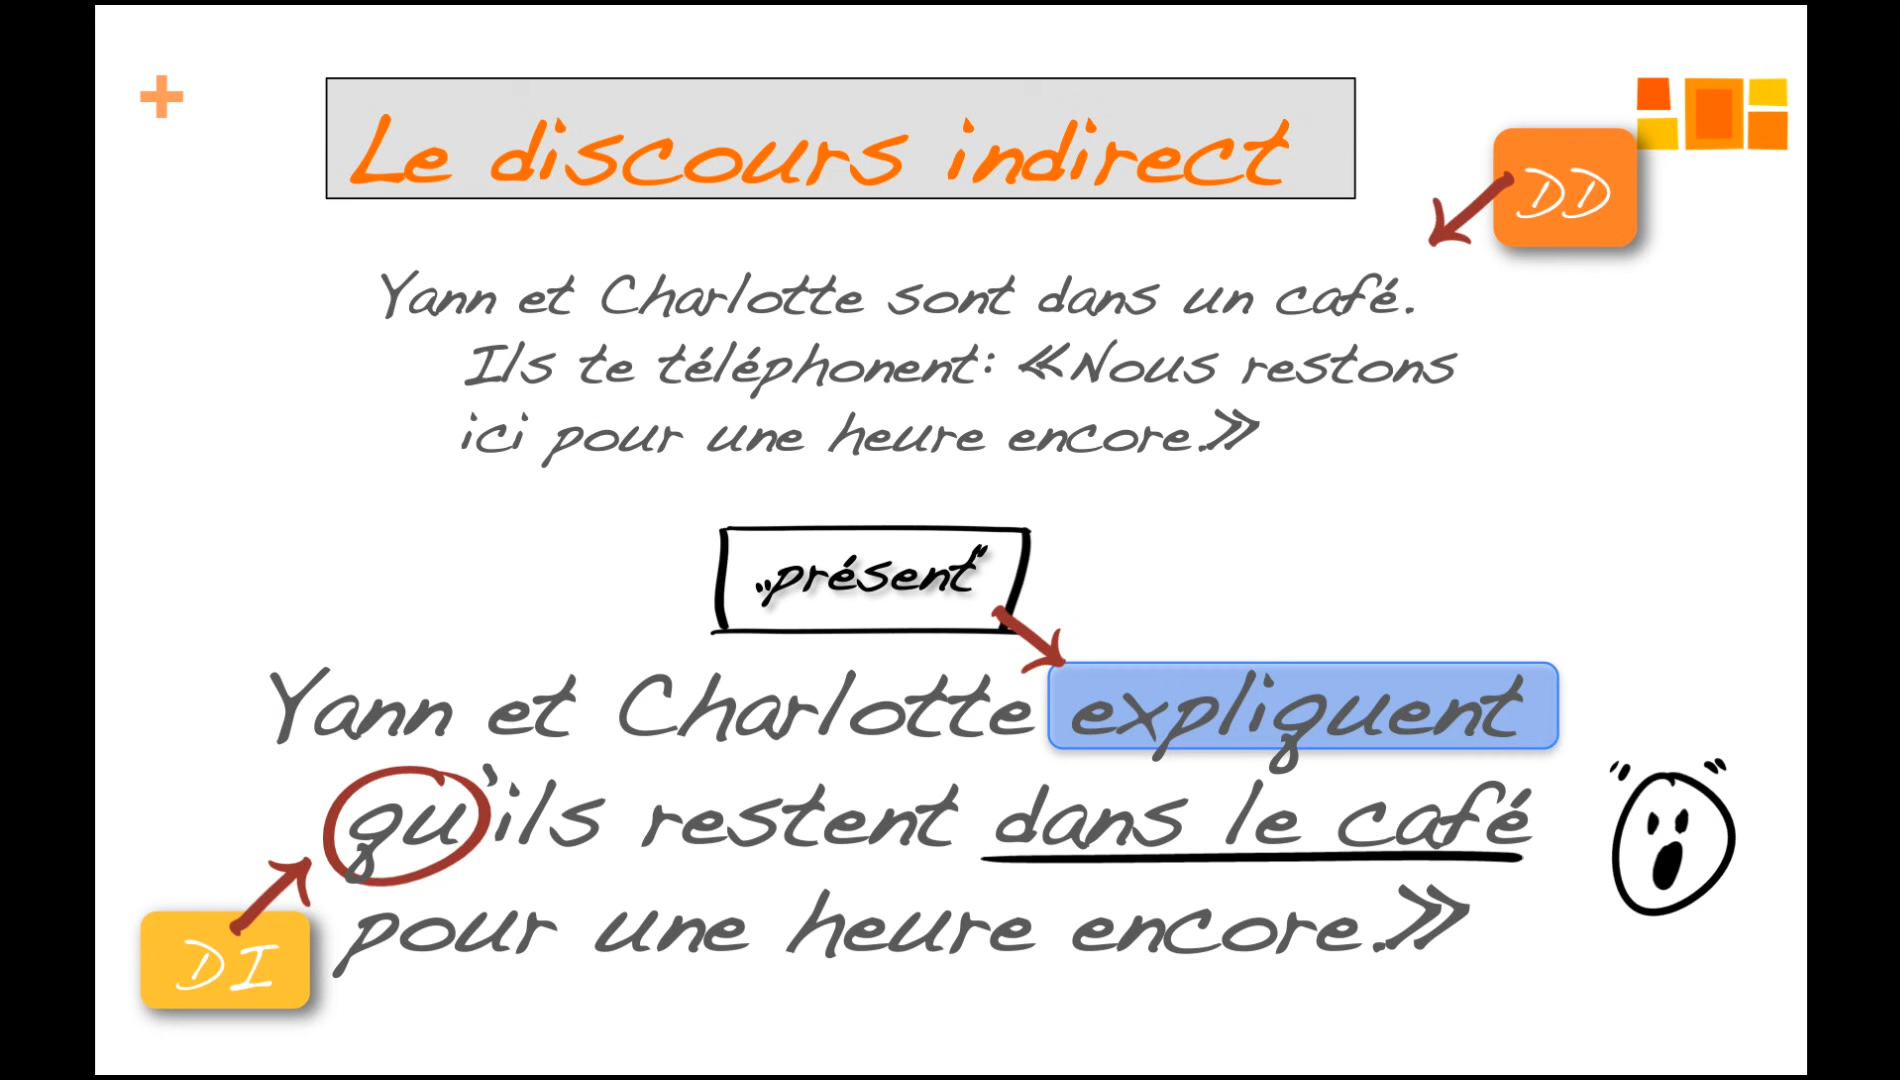 +
Le discours indirect
DD
Yann et Charlotte sont dans un café.
Ils te téléphonent: «Nous restons
ici pour une heure encore.»
„présent“
Yann et Charlotte expliquent
qu'ils restent dans le café
pour une heure encore.»
DI